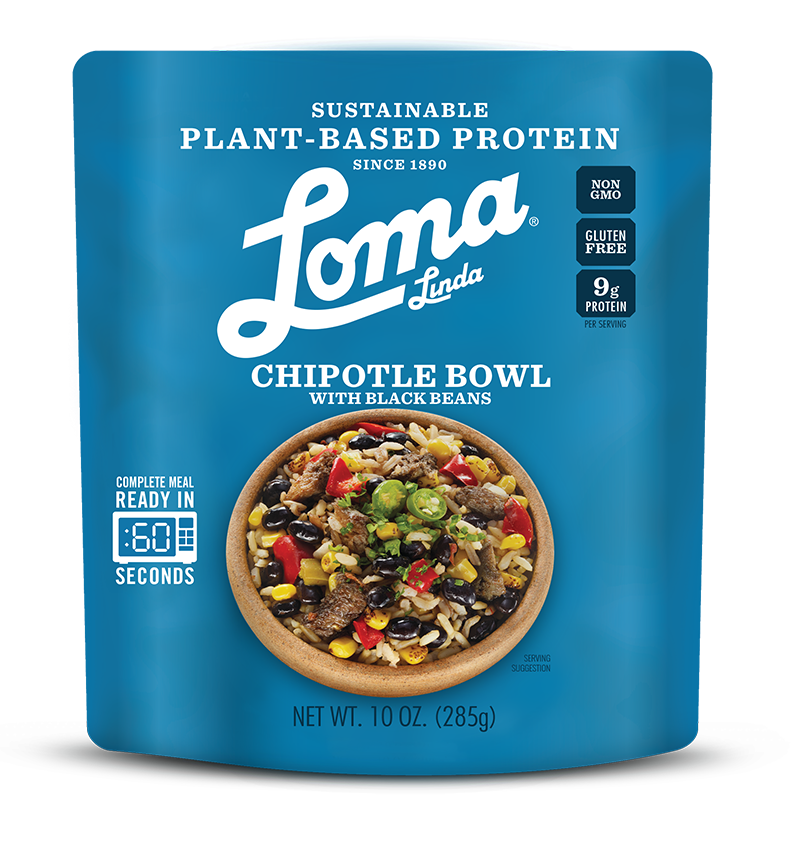 SUSTAINABLE
PLANT-BASED PROTEIN
SINCE 1890
Loma®
Linda
NON
GMO
GLUTEN
FREE
9g
PROTEIN
PER SERVING
CHIPOTLE BOWL
WITH BLACK BEANS
COMPLETE MEAL
READY IN
:60
SECONDS
SERVING
SUGGESTION
NET WT. 10 OZ. (285g)